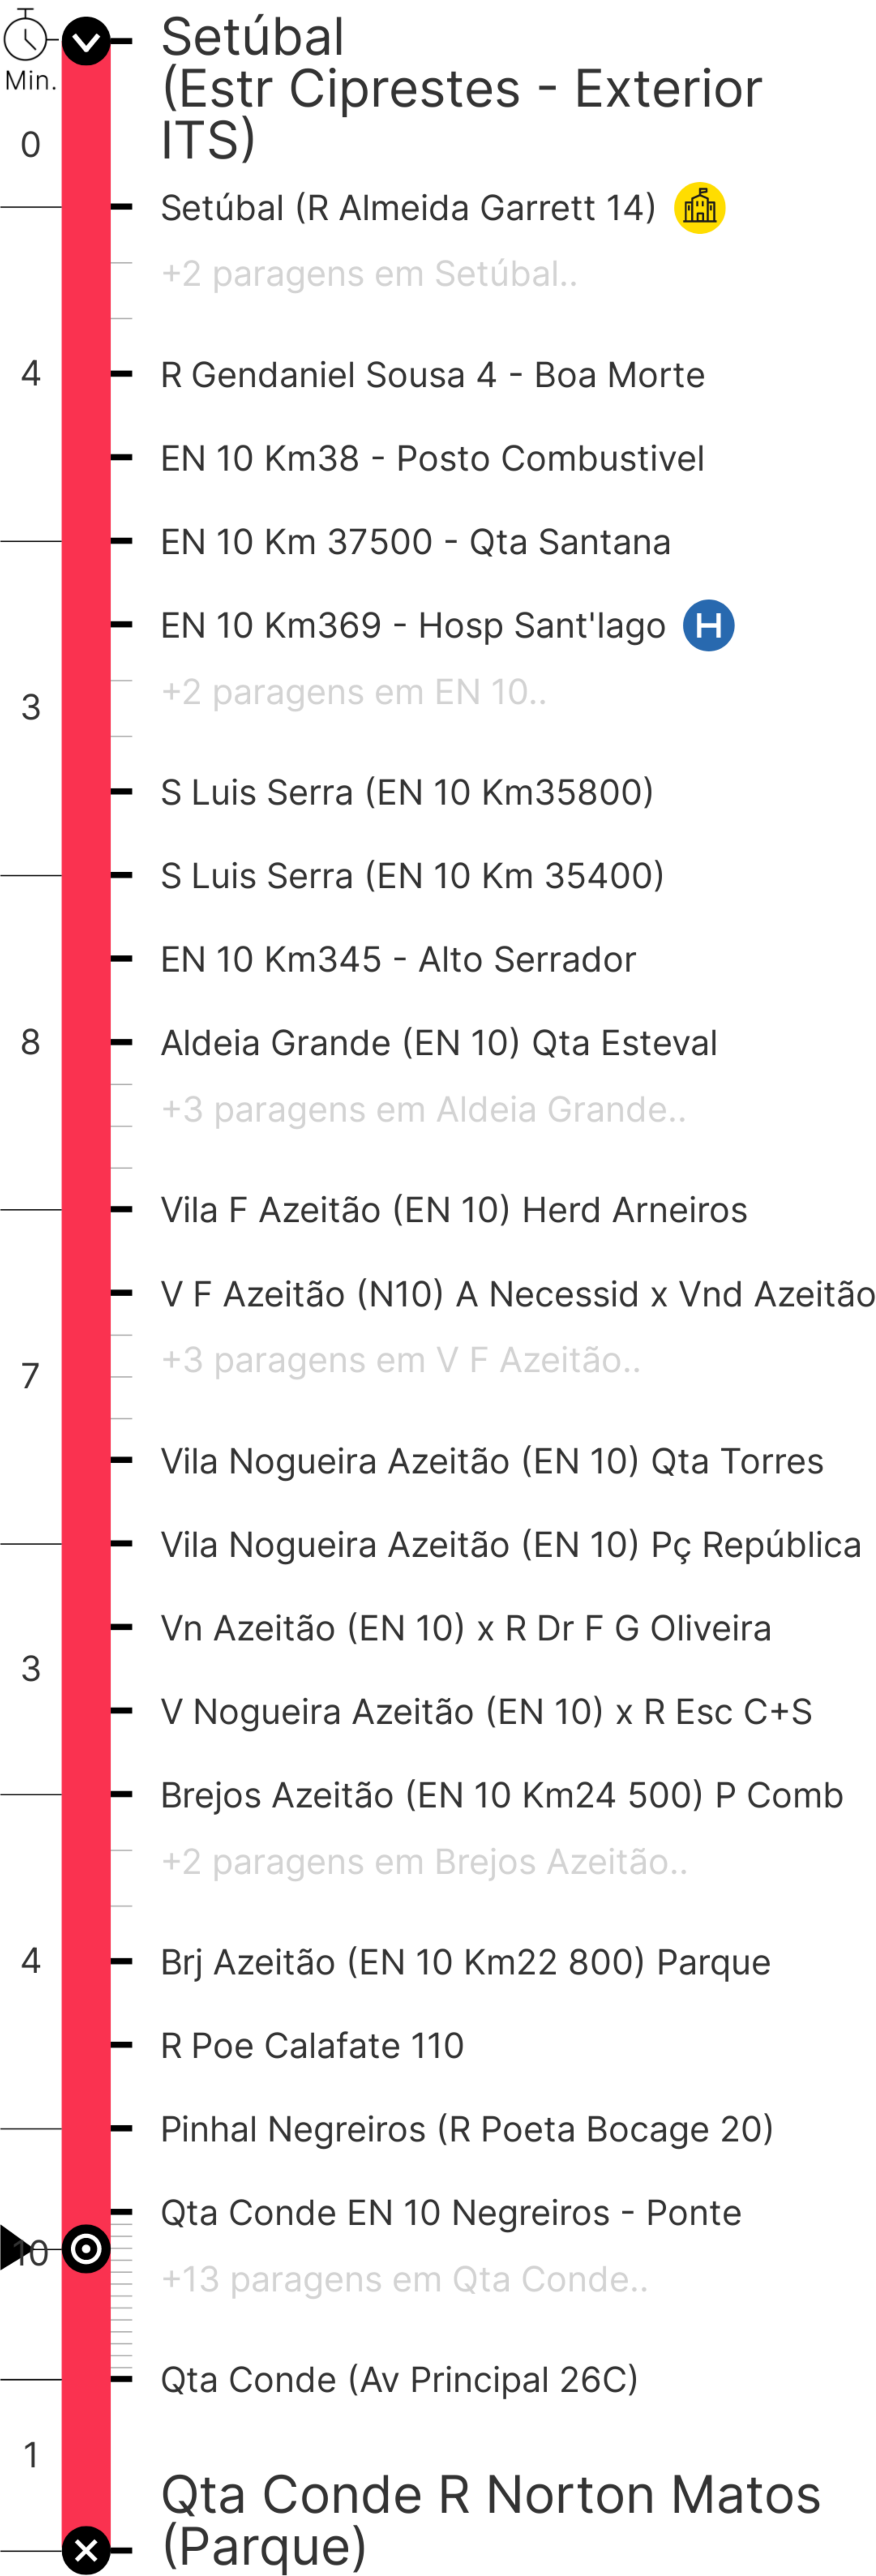 Setúbal
(Estr Ciprestes - Exterior
ITS)
Min.
0
Setúbal (R Almeida Garrett 14)
+2 paragens em Setúbal..
4
R Gendaniel Sousa 4 - Boa Morte
EN 10 Km38 - Posto Combustivel
EN 10 Km 37500 - Qta Santana
EN 10 Km369 - Hosp Sant'Iago H
+2 paragens em EN 10..
3
S Luis Serra (EN 10 Km35800)
S Luis Serra (EN 10 Km 35400)
EN 10 Km345 - Alto Serrador
8
Aldeia Grande (EN 10) Qta Esteval
+3 paragens em Aldeia Grande..
Vila F Azeitão (EN 10) Herd Arneiros
V F Azeitão (N10) A Necessid x Vnd Azeitão
+3 paragens em V F Azeitão..
7
Vila Nogueira Azeitão (EN 10) Qta Torres
Vila Nogueira Azeitão (EN 10) Pç República
Vn Azeitão (EN 10) x R Dr F G Oliveira
3
V Nogueira Azeitão (EN 10) x R Esc C+S
Brejos Azeitão (EN 10 Km24 500) P Comb
+2 paragens em Brejos Azeitão..
4
Brj Azeitão (EN 10 Km22 800) Parque
R Poe Calafate 110
Pinhal Negreiros (R Poeta Bocage 20)
Qta Conde EN 10 Negreiros - Ponte
10
+13 paragens em Qta Conde..
Qta Conde (Av Principal 26C)
1
Qta Conde R Norton Matos
(Parque)